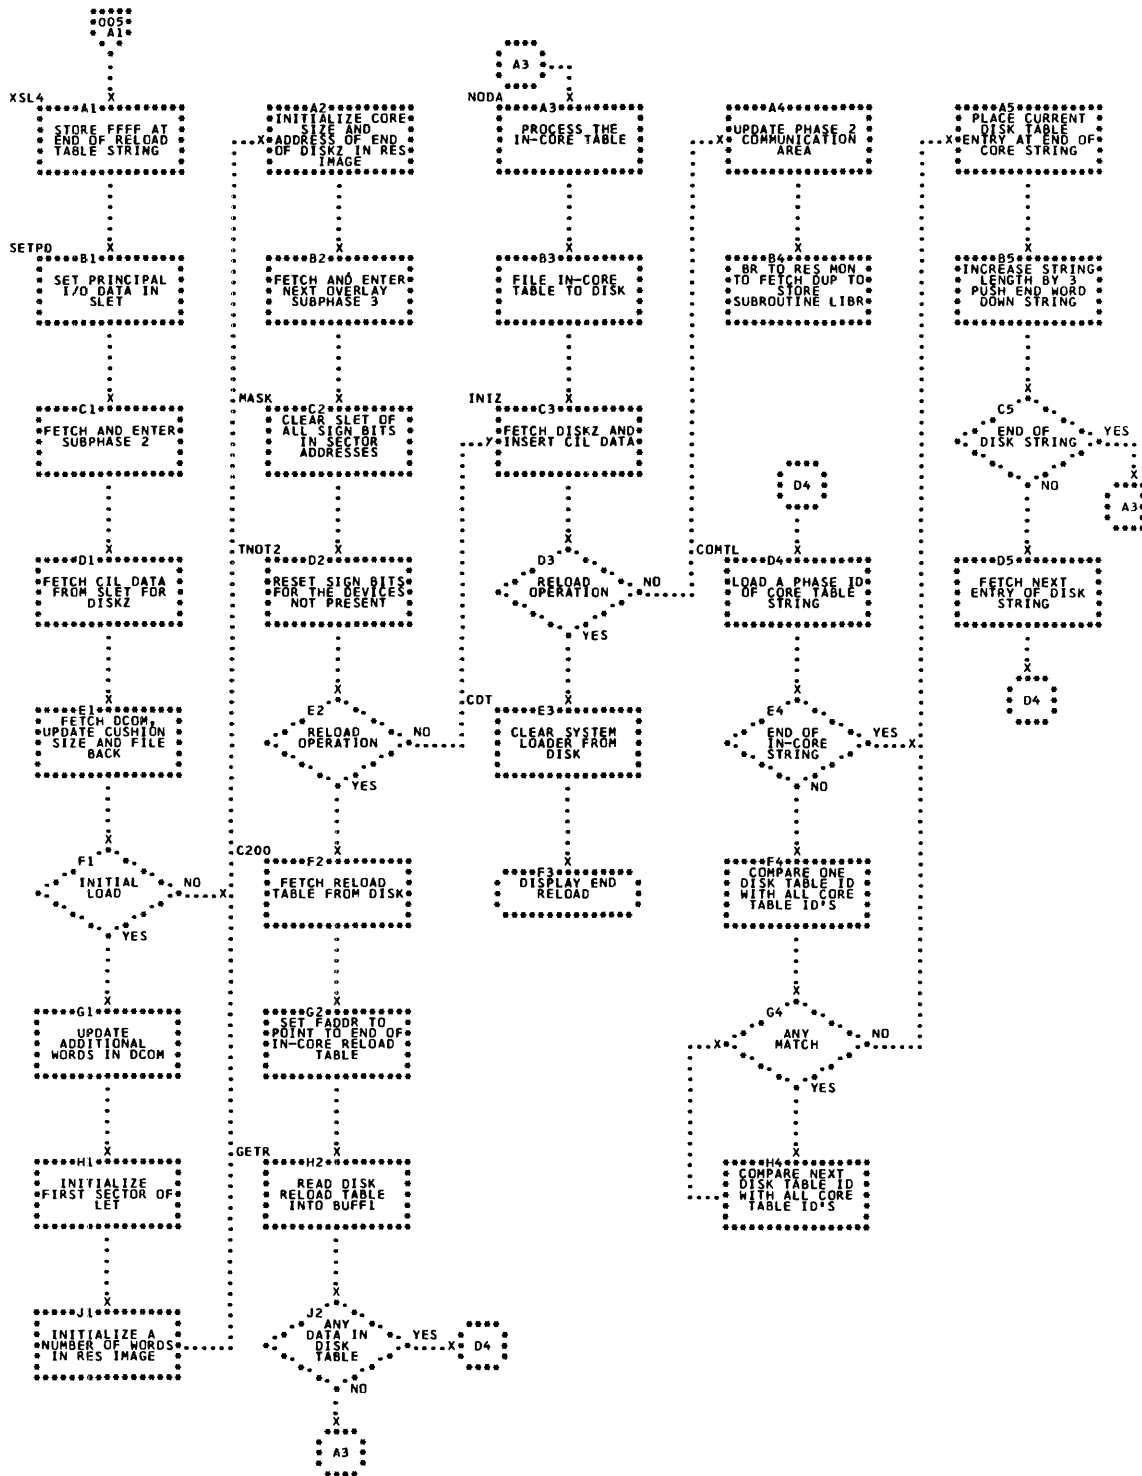 005
A1
XSL4
A1
STORE FFFF AT
END OF RELOAD
TABLE STRING
SETPD
B1
SET PRINCIPAL
I/O DATA IN
SLET
C1
FETCH AND ENTER
SUBPHASE 2
D1
FETCH CIL DATA
FROM SLET FOR
DISKZ
E1
FETCH DCOM,
UPDATE CUSHION
SIZE AND FILE
BACK
F1
INITIAL
LOAD
NO
YES
G1
UPDATE
ADDITIONAL
WORDS IN DCOM
H1
INITIALIZE
FIRST SECTOR OF
LET
J1
INITIALIZE A
NUMBER OF WORDS
IN RES IMAGE
A2
INITIALIZE CORE
SIZE AND
ADDRESS OF END
OF DISKZ IN RES
IMAGE
B2
FETCH AND ENTER
NEXT OVERLAY
SUBPHASE 3
MASK
C2
CLEAR SLET OF
ALL SIGN BITS
IN SECTOR
ADDRESSES
TNOT2
D2
RESET SIGN BITS
FOR THE DEVICES
NOT PRESENT
E2
RELOAD
OPERATION
NO
YES
C200
F2
FETCH RELOAD
TABLE FROM DISK
G2
SET FADDR TO
POINT TO END OF
IN-CORE RELOAD
TABLE
GETR
H2
READ DISK
RELOAD TABLE
INTO BUFF1
J2
ANY
DATA IN
DISK
TABLE
YES
D4
NO
A3
A3
NODA
A3
PROCESS THE
IN-CORE TABLE
B3
FILE IN-CORE
TABLE TO DISK
INIZ
C3
FETCH DISKZ AND
INSERT CIL DATA
D3
RELOAD
OPERATION
NO
YES
CDT
E3
CLEAR SYSTEM
LOADER FROM
DISK
F3
DISPLAY END
RELOAD
A4
UPDATE PHASE 2
COMMUNICATION
AREA
B4
BR TO RES MON
TO FETCH DUP TO
STORE
SUBROUTINE LIBR
D4
COMTL
D4
LOAD A PHASE ID
OF CORE TABLE
STRING
E4
END OF
IN-CORE
STRING
YES
NO
F4
COMPARE ONE
DISK TABLE ID
WITH ALL CORE
TABLE ID'S
G4
ANY
MATCH
NO
YES
H4
COMPARE NEXT
DISK TABLE ID
WITH ALL CORE
TABLE ID'S
A5
PLACE CURRENT
DISK TABLE
ENTRY AT END OF
CORE STRING
B5
INCREASE STRING
LENGTH BY 3
PUSH END WORD
DOWN STRING
C5
END OF
DISK STRING
YES
A3
NO
D5
FETCH NEXT
ENTRY OF DISK
STRING
D4